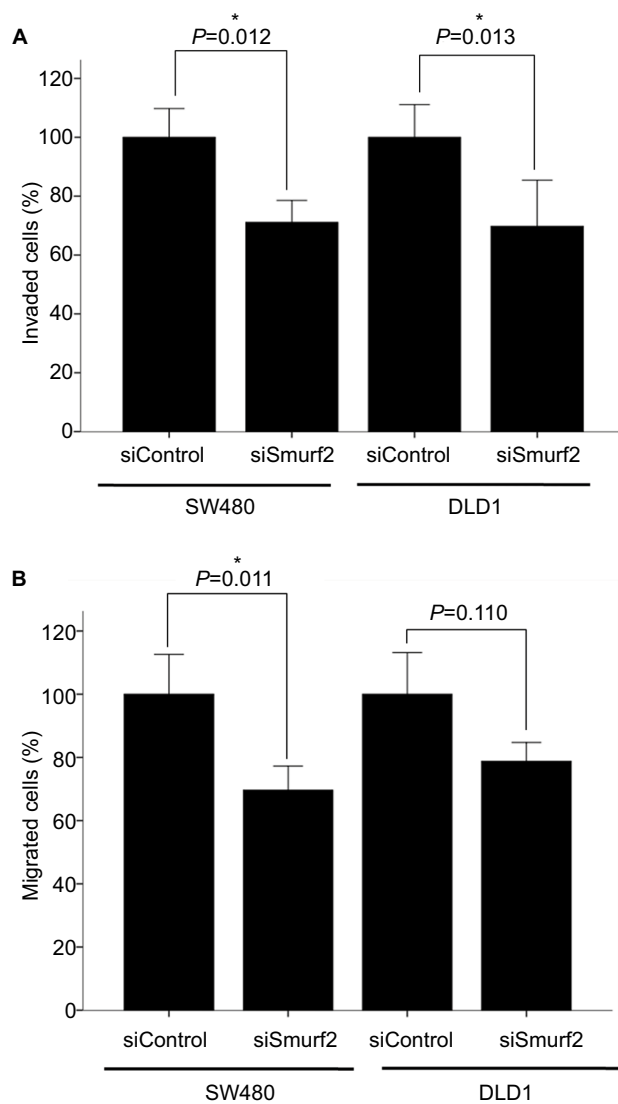 A
*
*
P=0.012
P=0.013
120
100
80
60
40
20
0
Invaded cells (%)
siControl siSmurf2 siControl siSmurf2
SW480 DLD1
B
*
P=0.011
P=0.110
120
100
80
60
40
20
0
Migrated cells (%)
siControl siSmurf2 siControl siSmurf2
SW480 DLD1